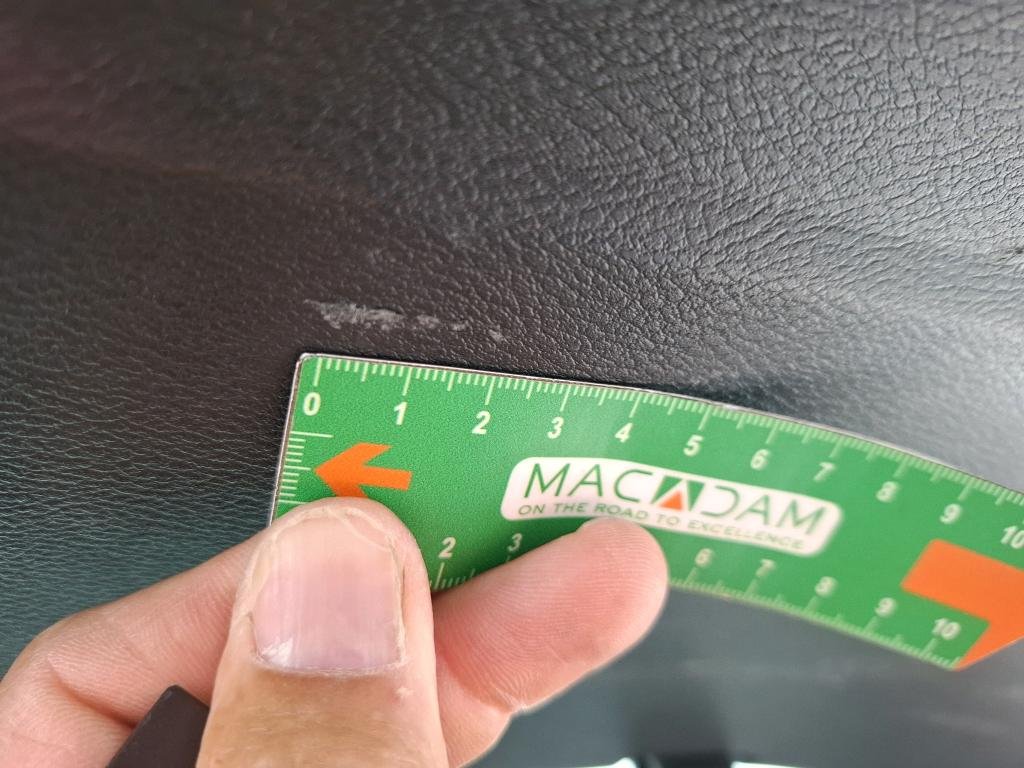 0 1 2 3 4 5 6 7 8 9 10
MACADAM
ON THE ROAD TO EXCELLENCE
2 3 6 7 8 9 10